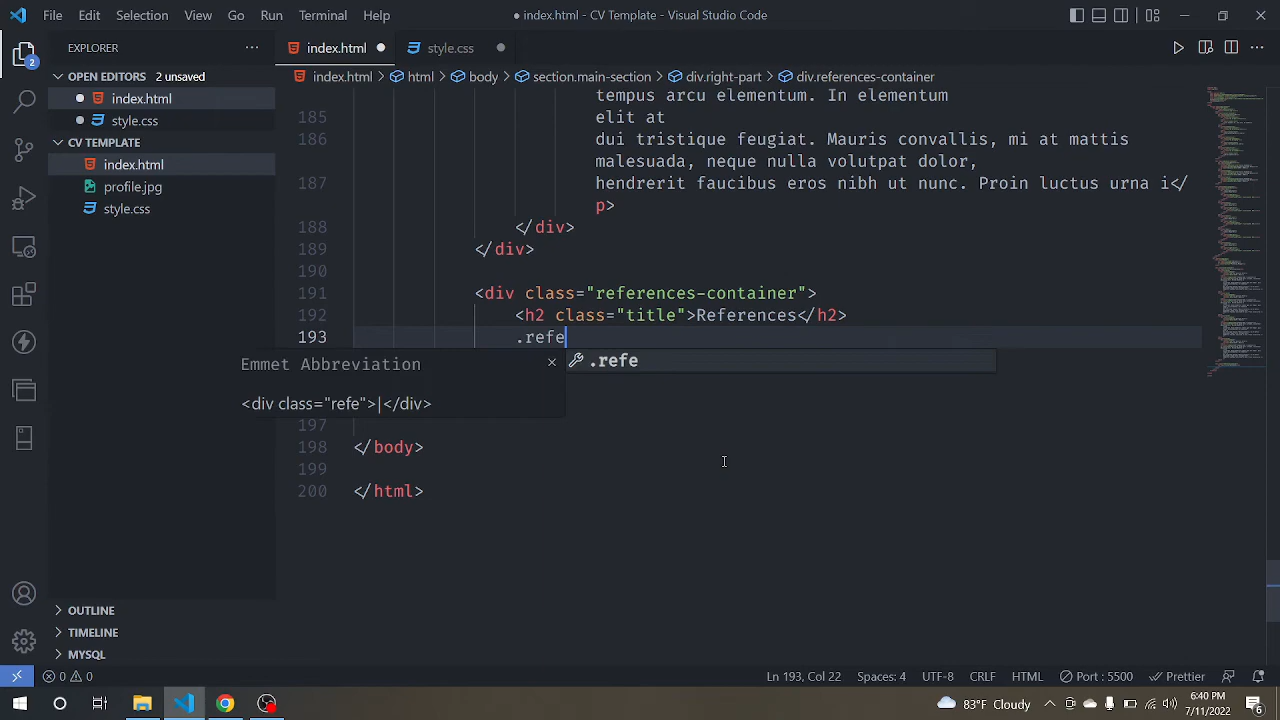 File Edit Selection View Go Run Terminal Help
● index.html - CV Template - Visual Studio Code
EXPLORER
index.html
style.css
OPEN EDITORS 2 unsaved
index.html
style.css
CV TEMPLATE
index.html
profile.jpg
style.css
OUTLINE
TIMELINE
MYSQL
2
index.html > html > body > section.main-section > div.right-part > div.references-container
tempus arcu elementum. In elementum
185 elit at
186 dui tristique feugiat. Mauris convallis, mi at mattis
malesuada, neque nulla volutpat dolor,
187 hendrerit faucibus eros nibh ut nunc. Proin luctus urna i</
p>
188 </div>
189 </div>
190
191 <div class="references-container">
192 <h2 class="title">References</h2>
193 .refe
Emmet Abbreviation
<div class="refe">|</div>
.refe
197
198 </body>
199
200 </html>
0 0
Ln 193, Col 22 Spaces: 4 UTF-8 CRLF HTML Port : 5500 Prettier
88°F Cloudy
6:40 PM
7/11/2022
6